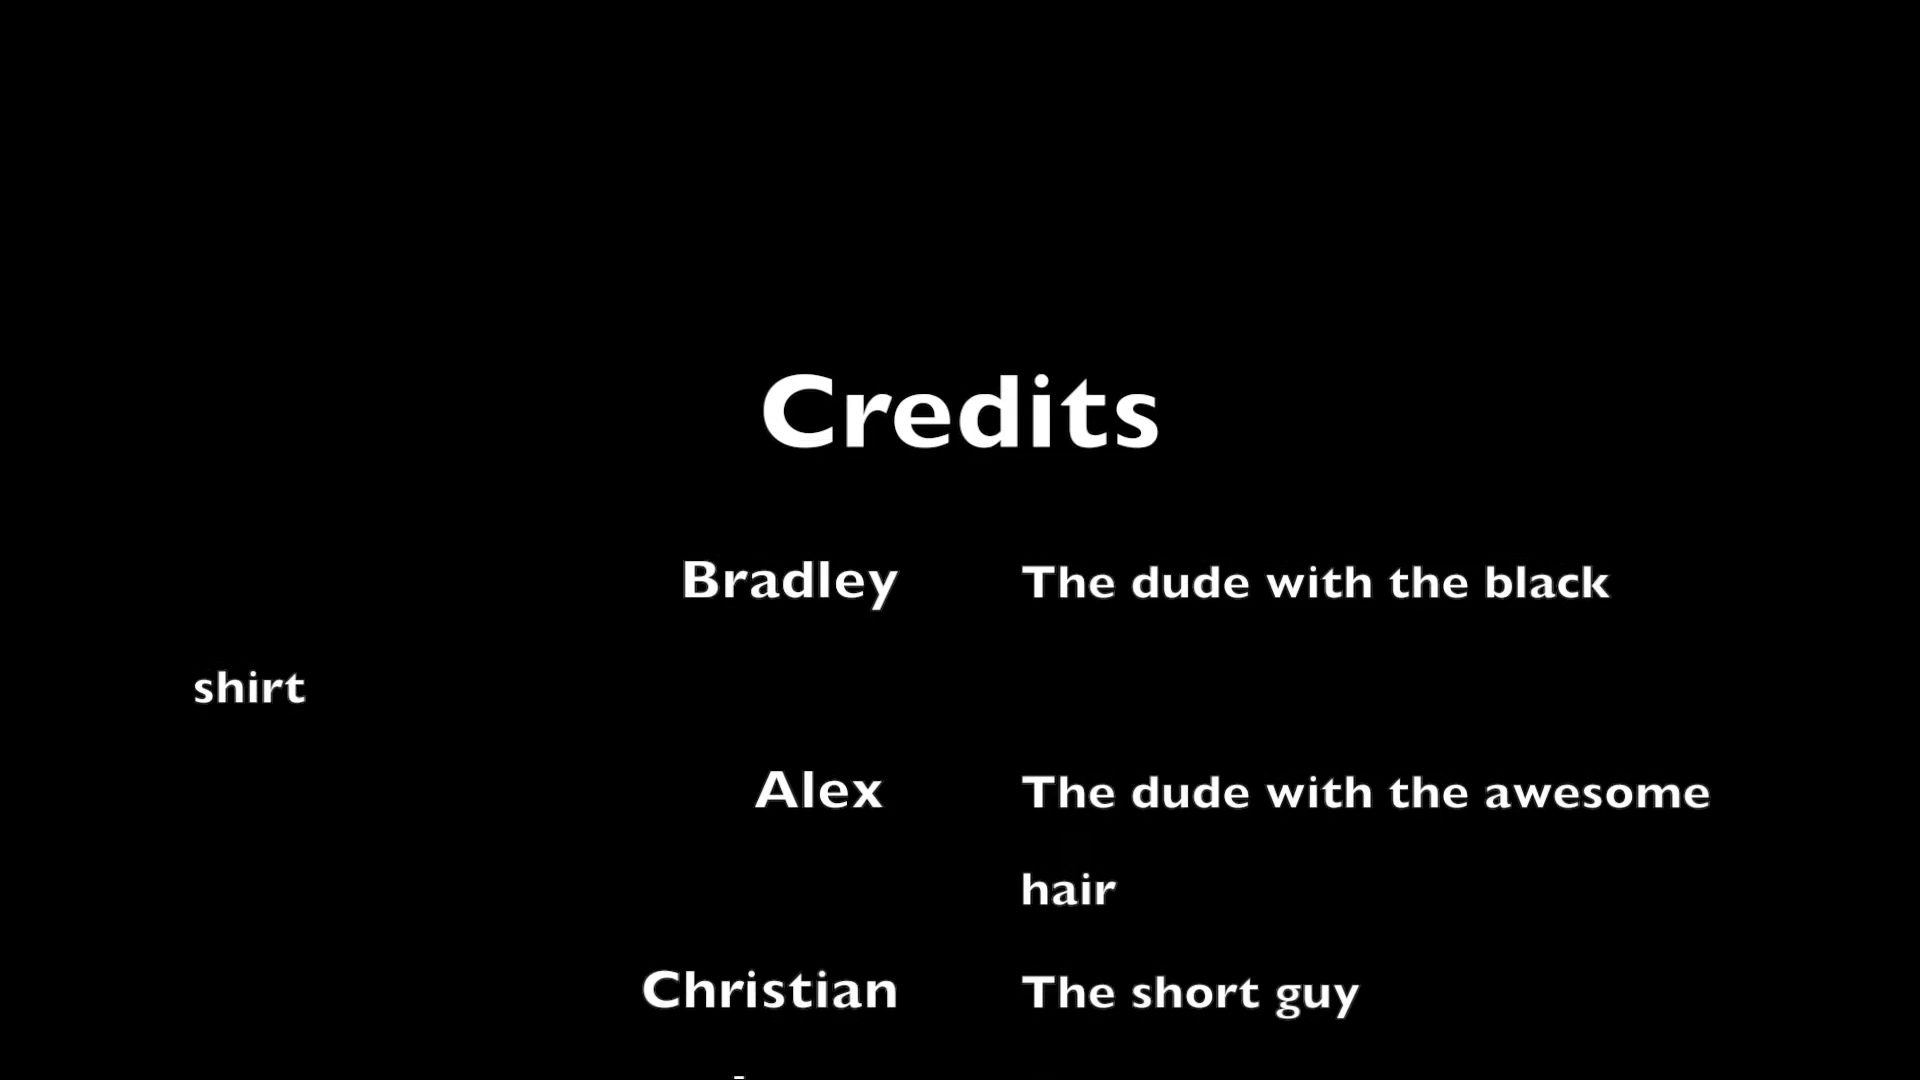 Credits
Bradley The dude with the black
shirt
Alex The dude with the awesome
hair
Christian The short guy